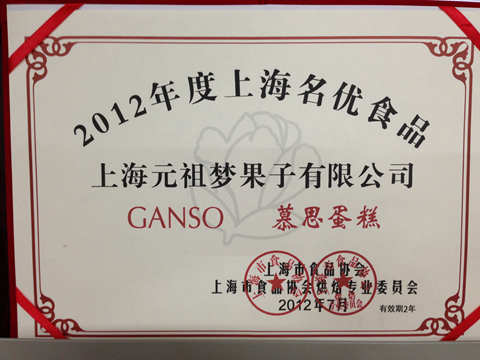 2012年度上海名优食品
上海元祖梦果子有限公司
GANSO 慕思蛋糕
上海市食品协会
上海市食品协会烘焙专业委员会
2012年7月 有效期2年